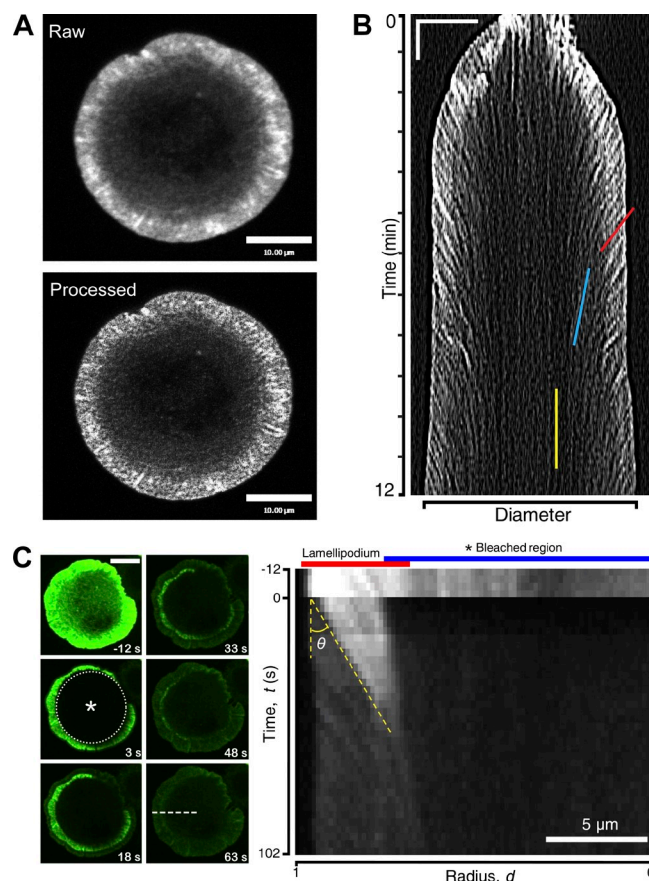 A
Raw
10.00 µm
Processed
10.00 µm
B
0
Time (min)
12
Diameter
C
-12 s
33 s
3 s
*
48 s
18 s
63 s
Lamellipodium
* Bleached region
-12
0
θ
Time, t (s)
102
5 µm
1
Radius, d